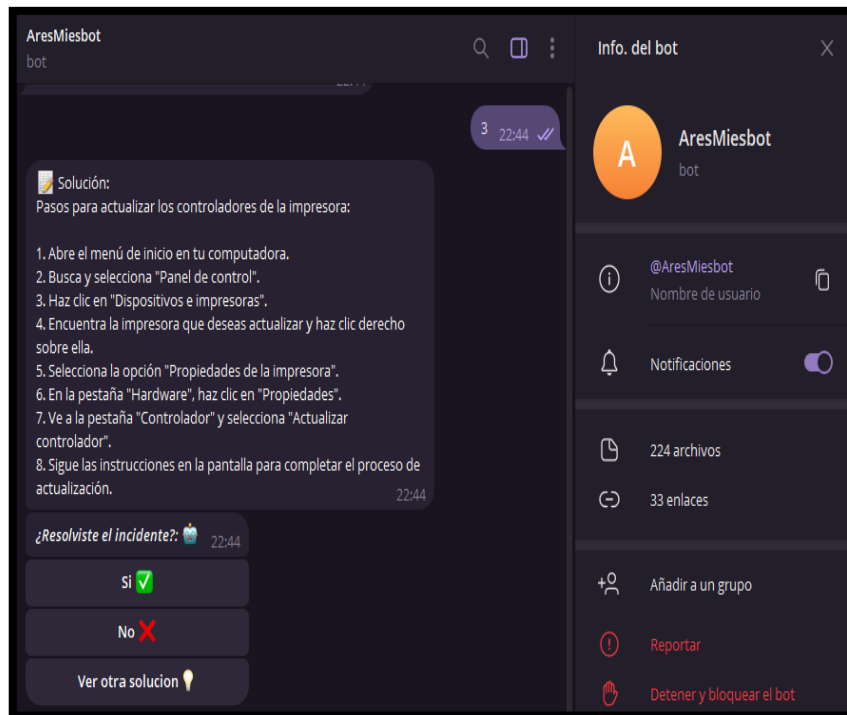 AresMiesbot
bot
3 22:44
Solución:
Pasos para actualizar los controladores de la impresora:
1. Abre el menú de inicio en tu computadora.
2. Busca y selecciona "Panel de control".
3. Haz clic en "Dispositivos e impresoras".
4. Encuentra la impresora que deseas actualizar y haz clic derecho
sobre ella.
5. Selecciona la opción "Propiedades de la impresora".
6. En la pestaña "Hardware", haz clic en "Propiedades".
7. Ve a la pestaña "Controlador" y selecciona "Actualizar
controlador".
8. Sigue las instrucciones en la pantalla para completar el proceso de
actualización.
22:44
¿Resolviste el incidente?: 22:44
Si
No
Ver otra solucion
Info. del bot
A
AresMiesbot
bot
@AresMiesbot
Nombre de usuario
Notificaciones
224 archivos
33 enlaces
Añadir a un grupo
Reportar
Detener y bloquear el bot